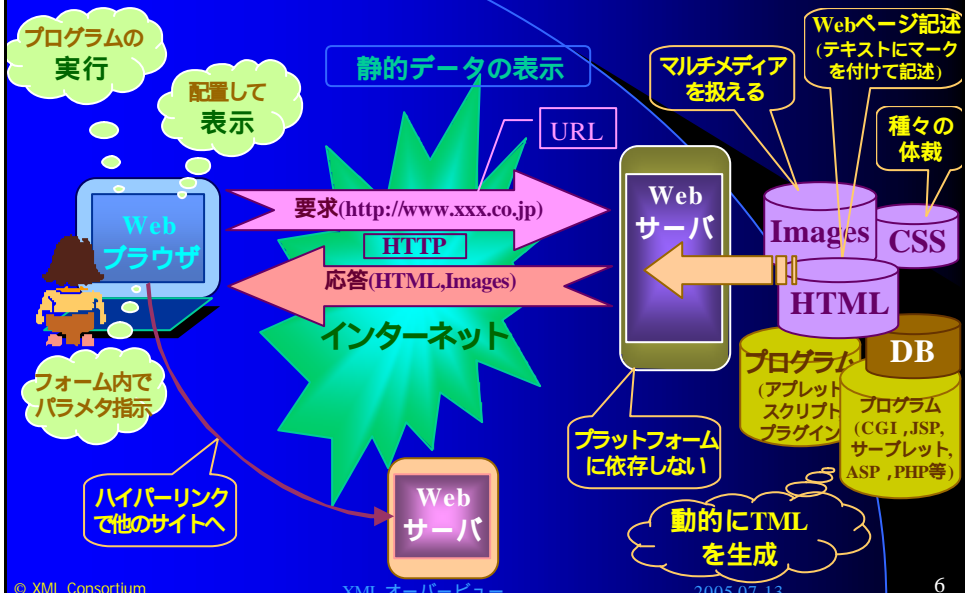 プログラムの
実行
配置して
表示
静的データの表示
URL
マルチメディア
を扱える
Webページ記述
(テキストにマーク
を付けて記述)
種々の
体裁
Web
ブラウザ
要求(http://www.xxx.co.jp)
HTTP
応答(HTML,Images)
インターネット
Web
サーバ
Images
CSS
HTML
DB
プログラム
(アプレット
スクリプト
プラグイン
プログラム
(CGI ,JSP,
サーブレット,
ASP ,PHP等)
フォーム内で
パラメタ指示
プラットフォーム
に依存しない
ハイパーリンク
で他のサイトへ
Web
サーバ
動的にTML
を生成
© XML Consortium
XML オーバービュー
2005.07.13
6